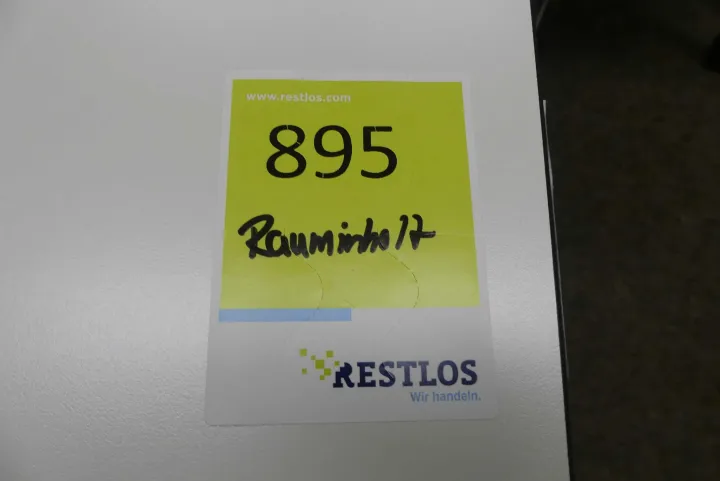 www.restlos.com
895
Rauminhalt
RESTLOS
Wir handeln.